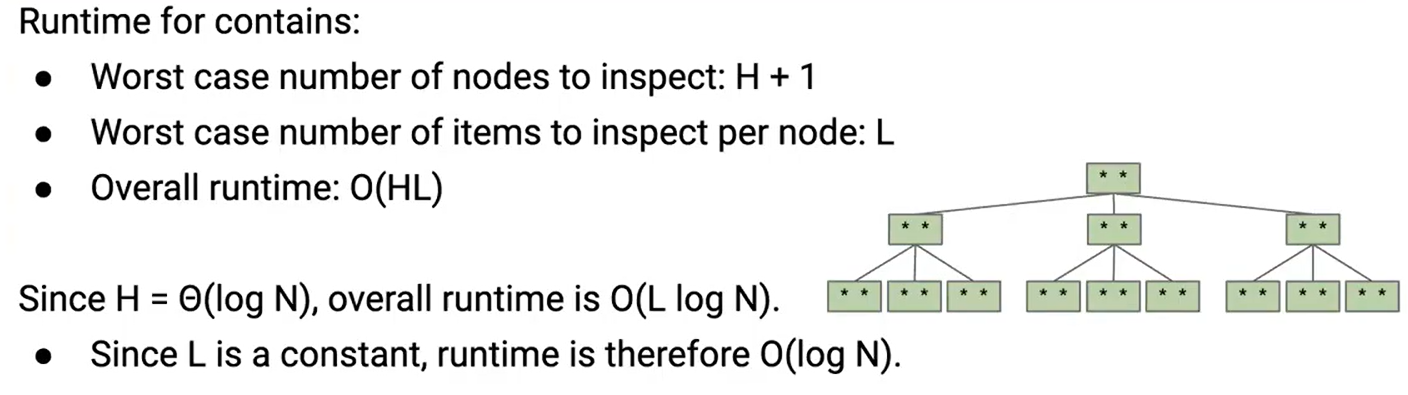 Runtime for contains:
● Worst case number of nodes to inspect: H + 1
● Worst case number of items to inspect per node: L
● Overall runtime: O(HL)
* *
* * * * * *
Since H = Θ(log N), overall runtime is O(L log N).
* * * * * * * * * * * * * * * * * *
● Since L is a constant, runtime is therefore O(log N).